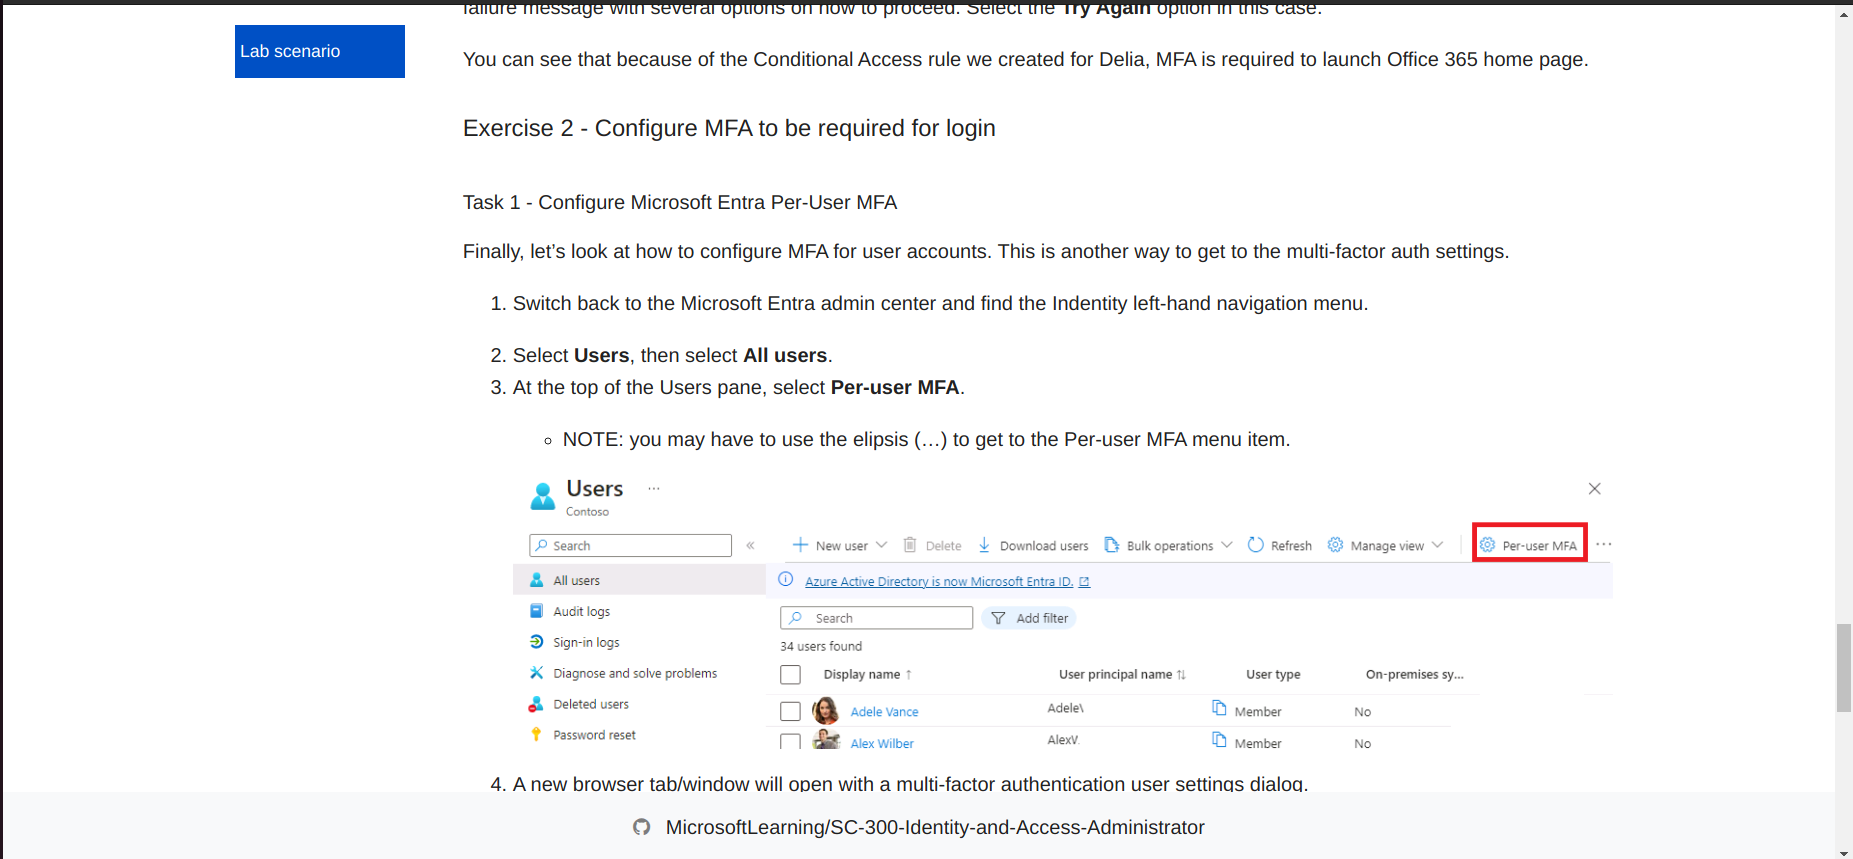 failure message with several options on how to proceed. Select the Try Again option in this case.
Lab scenario
You can see that because of the Conditional Access rule we created for Delia, MFA is required to launch Office 365 home page.
Exercise 2 - Configure MFA to be required for login
Task 1 - Configure Microsoft Entra Per-User MFA
Finally, let’s look at how to configure MFA for user accounts. This is another way to get to the multi-factor auth settings.
1. Switch back to the Microsoft Entra admin center and find the Indentity left-hand navigation menu.
2. Select Users, then select All users.
3. At the top of the Users pane, select Per-user MFA.
NOTE: you may have to use the elipsis (…) to get to the Per-user MFA menu item.
Users ...
Contoso
Search «
New user Delete Download users Bulk operations Refresh Manage view Per-user MFA ...
All users
Audit logs
Sign-in logs
Diagnose and solve problems
Deleted users
Password reset
Azure Active Directory is now Microsoft Entra ID.
Search Add filter
34 users found
Display name ↑ User principal name ↑↓ User type On-premises sy...
Adele Vance Adele\ Member No
Alex Wilber AlexV. Member No
4. A new browser tab/window will open with a multi-factor authentication user settings dialog.
MicrosoftLearning/SC-300-Identity-and-Access-Administrator